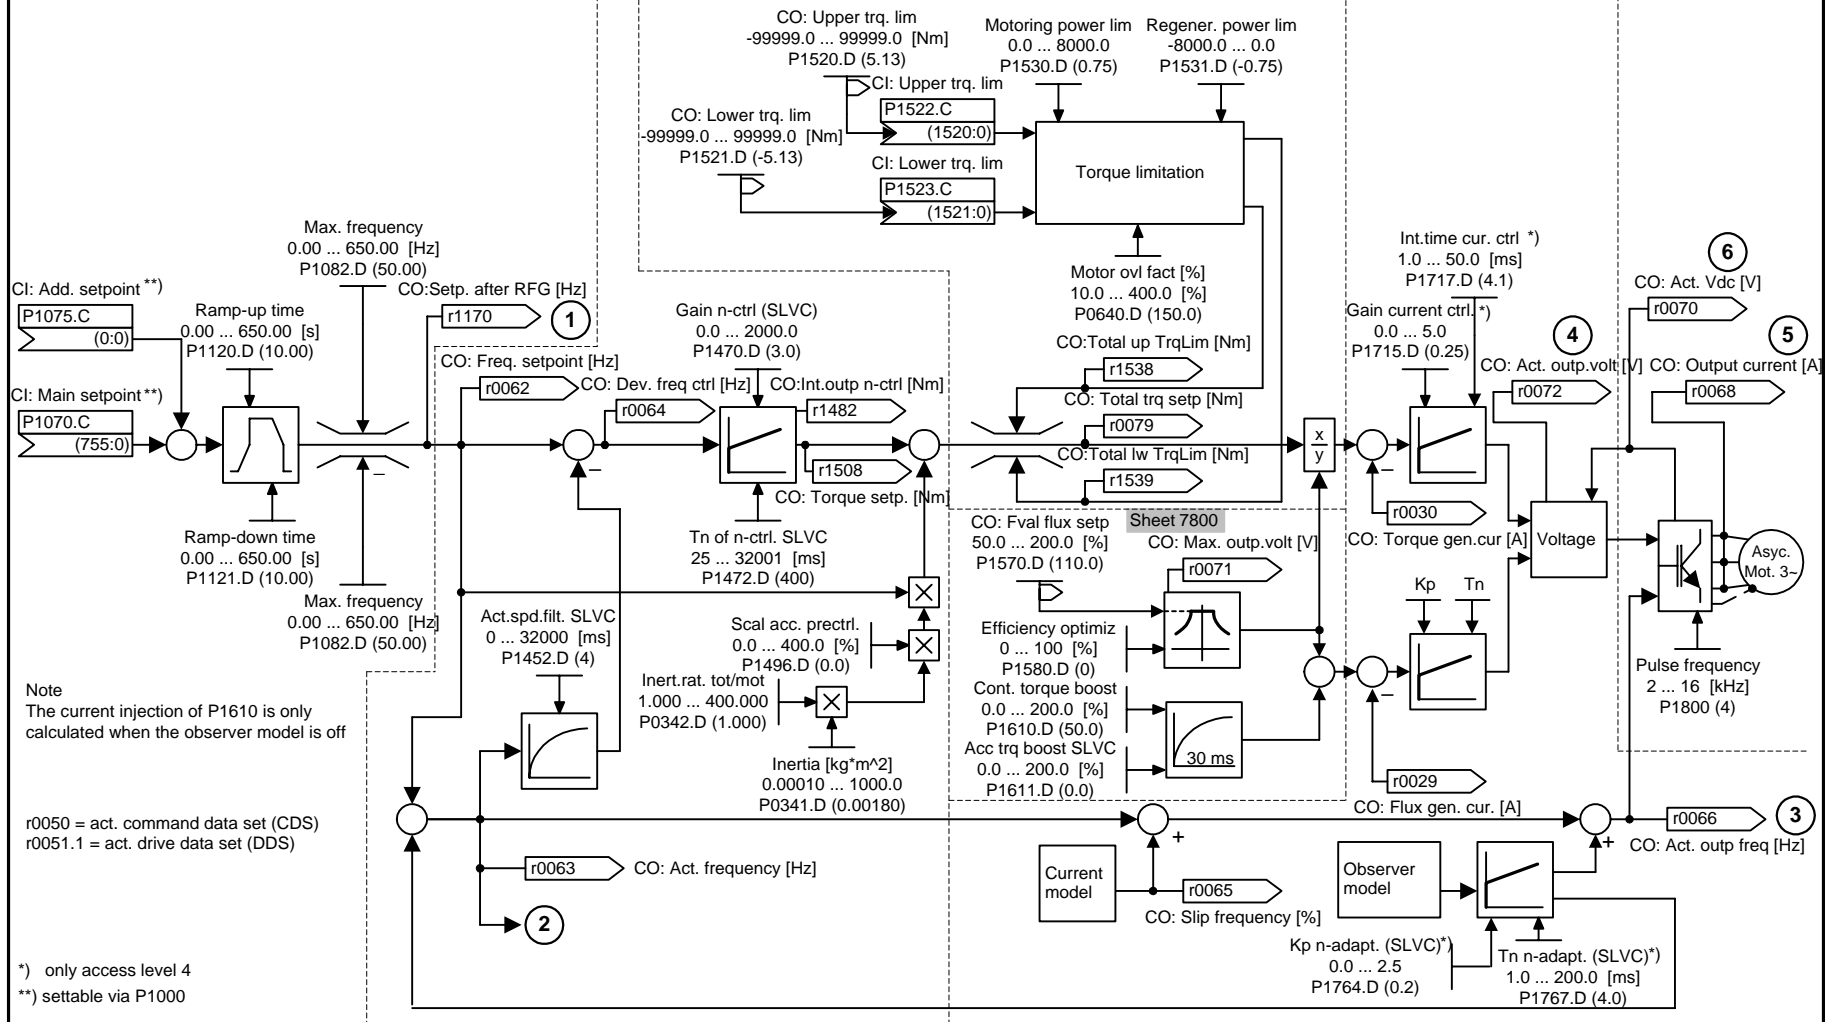 CO: Upper trq. lim
-99999.0 ... 99999.0 [Nm]
P1520.D (5.13)
Motoring power lim
0.0 ... 8000.0
P1530.D (0.75)
Regener. power lim
-8000.0 ... 0.0
P1531.D (-0.75)
CI: Upper trq. lim
P1522.C
(1520:0)
CO: Lower trq. lim
-99999.0 ... 99999.0 [Nm]
P1521.D (-5.13)
CI: Lower trq. lim
P1523.C
(1521:0)
Torque limitation
Motor ovl fact [%]
10.0 ... 400.0 [%]
P0640.D (150.0)
Max. frequency
0.00 ... 650.00 [Hz]
P1082.D (50.00)
CI: Add. setpoint **)
P1075.C
(0:0)
Ramp-up time
0.00 ... 650.00 [s]
P1120.D (10.00)
CO:Setp. after RFG [Hz]
r1170
1
CI: Main setpoint **)
P1070.C
(755:0)
CO: Freq. setpoint [Hz]
r0062
Gain n-ctrl (SLVC)
0.0 ... 2000.0
P1470.D (3.0)
CO: Dev. freq ctrl [Hz]
r0064
CO:Int.outp n-ctrl [Nm]
r1482
r1508
CO: Torque setp. [Nm]
CO:Total up TrqLim [Nm]
r1538
CO: Total trq setp [Nm]
r0079
CO:Total lw TrqLim [Nm]
r1539
x
y
Int.time cur. ctrl *)
1.0 ... 50.0 [ms]
P1717.D (4.1)
Gain current ctrl. *)
0.0 ... 5.0
P1715.D (0.25)
6
CO: Act. Vdc [V]
r0070
4
CO: Act. outp.volt [V]
r0072
5
CO: Output current [A]
r0068
–
–
–
r0030
CO: Torque gen.cur [A]
Voltage
Asyc.
Mot. 3~
Ramp-down time
0.00 ... 650.00 [s]
P1121.D (10.00)
Max. frequency
0.00 ... 650.00 [Hz]
P1082.D (50.00)
Tn of n-ctrl. SLVC
25 ... 32001 [ms]
P1472.D (400)
Sheet 7800
CO: Fval flux setp
50.0 ... 200.0 [%]
P1570.D (110.0)
CO: Max. outp.volt [V]
r0071
Kp
Tn
Act.spd.filt. SLVC
0 ... 32000 [ms]
P1452.D (4)
Scal acc. prectrl.
0.0 ... 400.0 [%]
P1496.D (0.0)
Efficiency optimiz
0 ... 100 [%]
P1580.D (0)
Pulse frequency
2 ... 16 [kHz]
P1800 (4)
Inert.rat. tot/mot
1.000 ... 400.000
P0342.D (1.000)
Cont. torque boost
0.0 ... 200.0 [%]
P1610.D (50.0)
Acc trq boost SLVC
0.0 ... 200.0 [%]
P1611.D (0.0)
30 ms
–
Note
The current injection of P1610 is only
calculated when the observer model is off
Inertia [kg*m^2]
0.00010 ... 1000.0
P0341.D (0.00180)
r0029
CO: Flux gen. cur. [A]
r0050 = act. command data set (CDS)
r0051.1 = act. drive data set (DDS)
+
+
r0066
3
CO: Act. outp freq [Hz]
r0063
CO: Act. frequency [Hz]
2
Current
model
r0065
CO: Slip frequency [%]
Observer
model
Kp n-adapt. (SLVC)*)
0.0 ... 2.5
P1764.D (0.2)
Tn n-adapt. (SLVC)*)
1.0 ... 200.0 [ms]
P1767.D (4.0)
*) only access level 4
**) settable via P1000